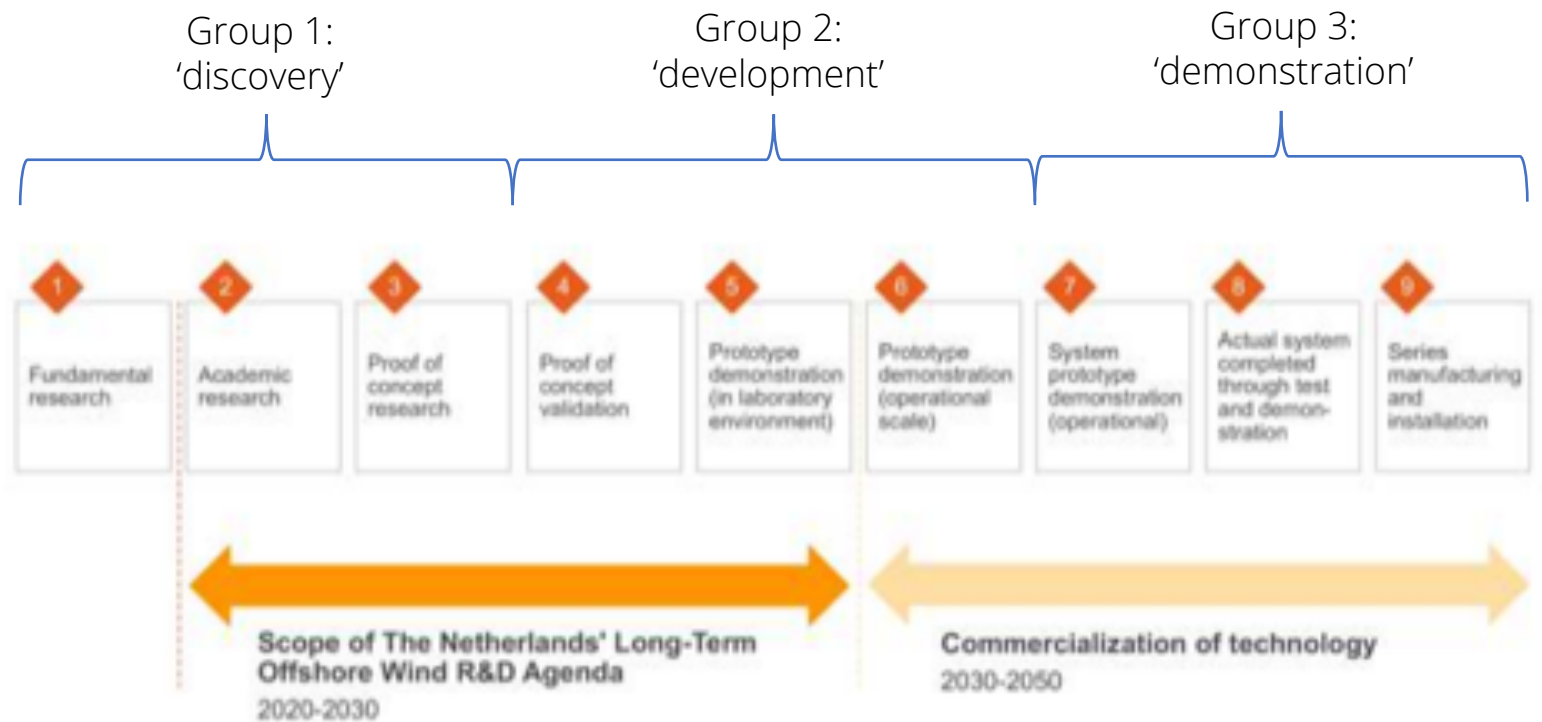 Group 1:
‘discovery’
Group 2:
‘development’
Group 3:
‘demonstration’
1
Fundamental
research
2
Academic
research
3
Proof of
concept
research
4
Proof of
concept
validation
5
Prototype
demonstration
(in laboratory
environment)
6
Prototype
demonstration
(operational
scale)
7
System
prototype
demonstration
(operational)
8
Actual system
completed
through test
and demon-
stration
9
Series
manufacturing
and
installation
Scope of The Netherlands' Long-Term
Offshore Wind R&D Agenda
2020-2030
Commercialization of technology
2030-2050